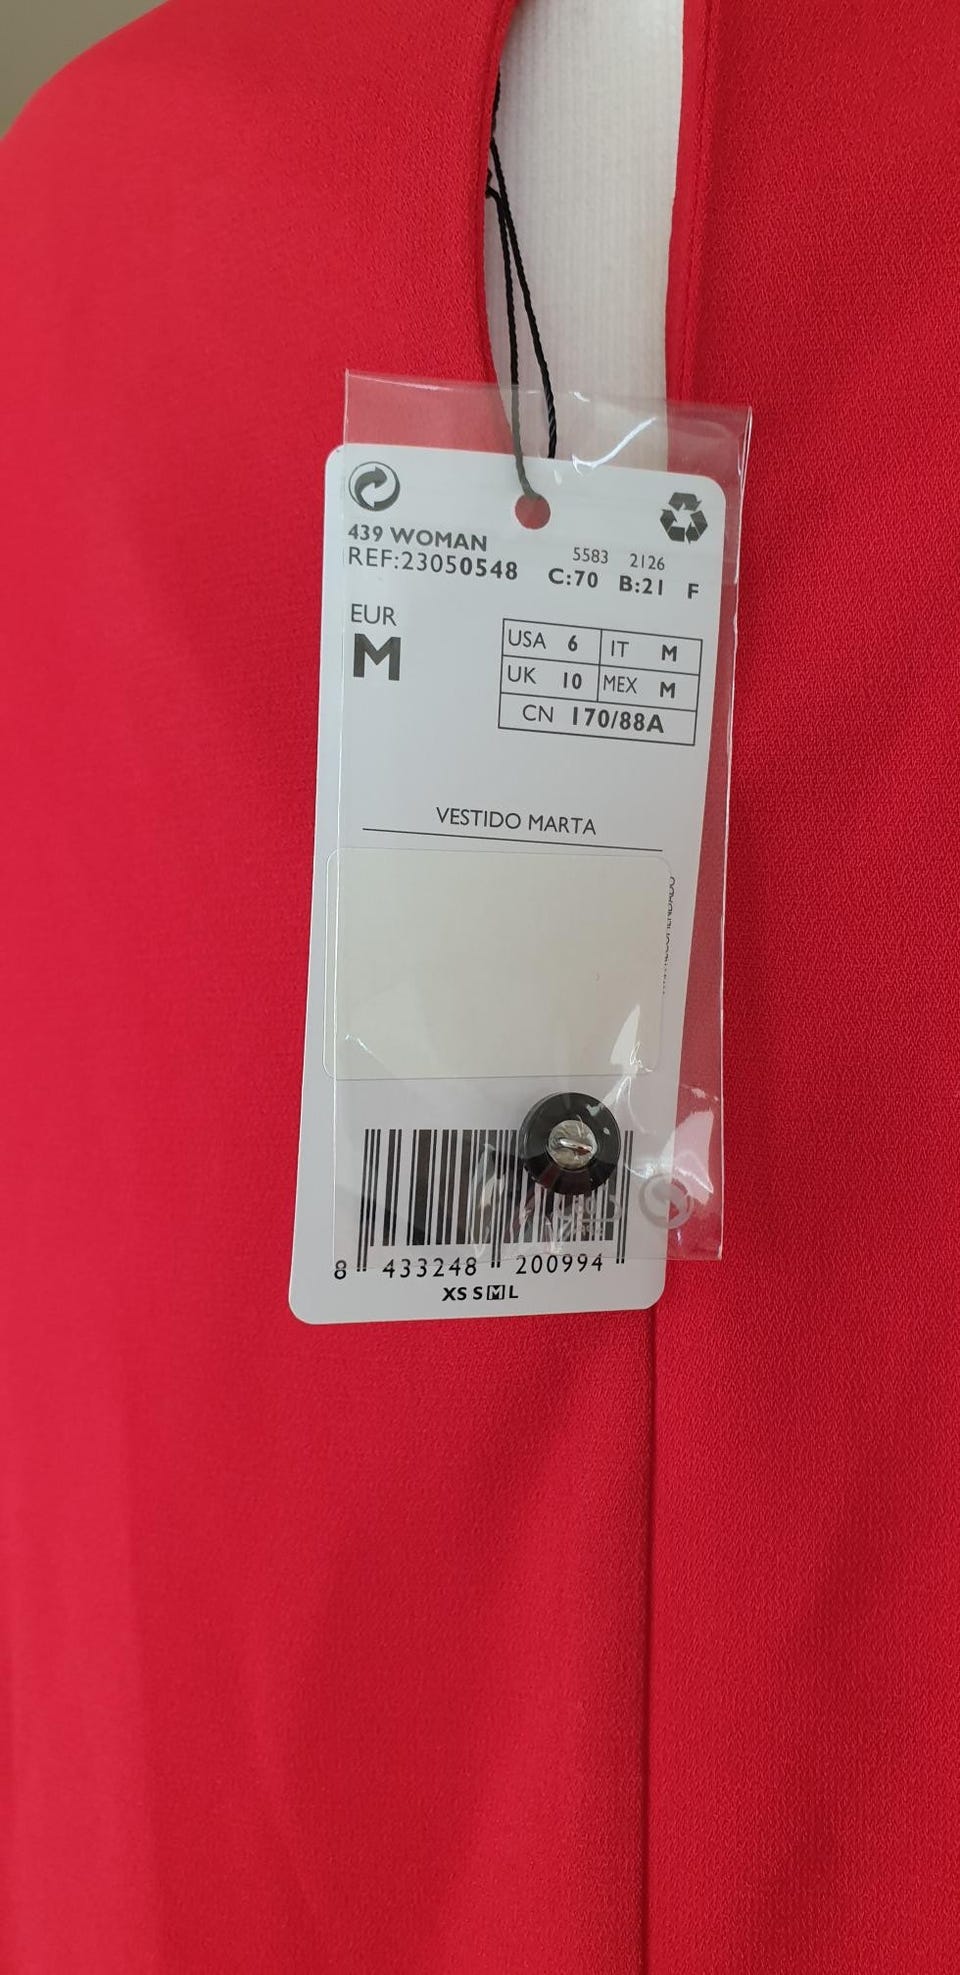 439 WOMAN
REF:23050548
5583 2126
C:70 B:21 F
EUR
M
USA 6 IT M
UK 10 MEX M
CN 170/88A
VESTIDO MARTA
8 433248 200994
XS S M L